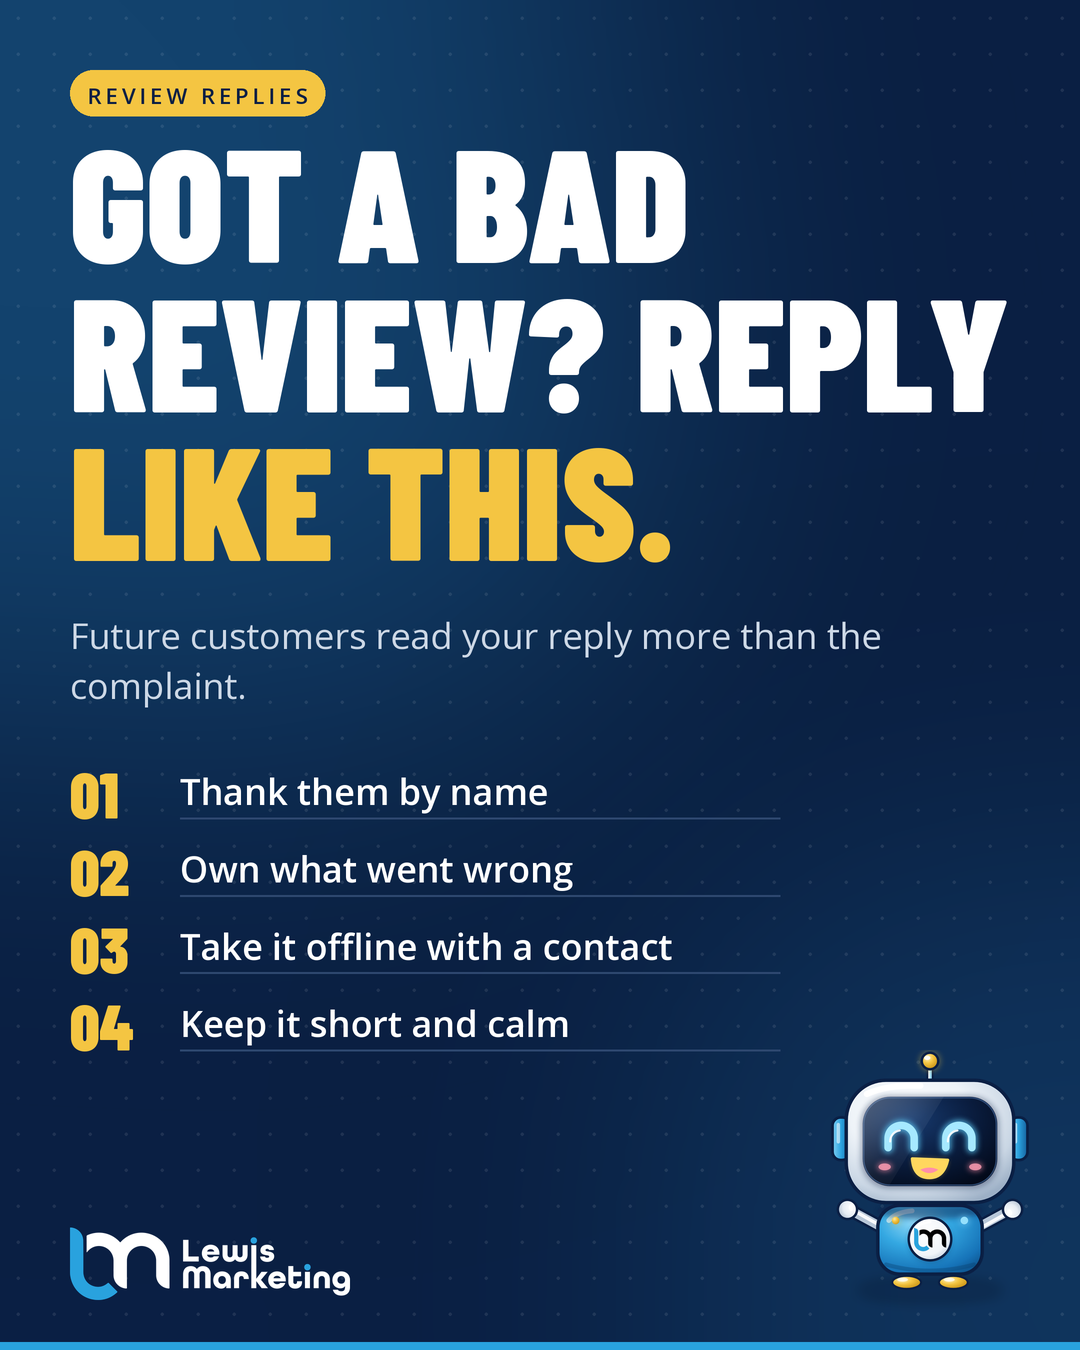 REVIEW REPLIES
GOT A BAD
REVIEW? REPLY
LIKE THIS.
Future customers read your reply more than the
complaint.
01 Thank them by name
02 Own what went wrong
03 Take it offline with a contact
04 Keep it short and calm
lm Lewis
Marketing
lm